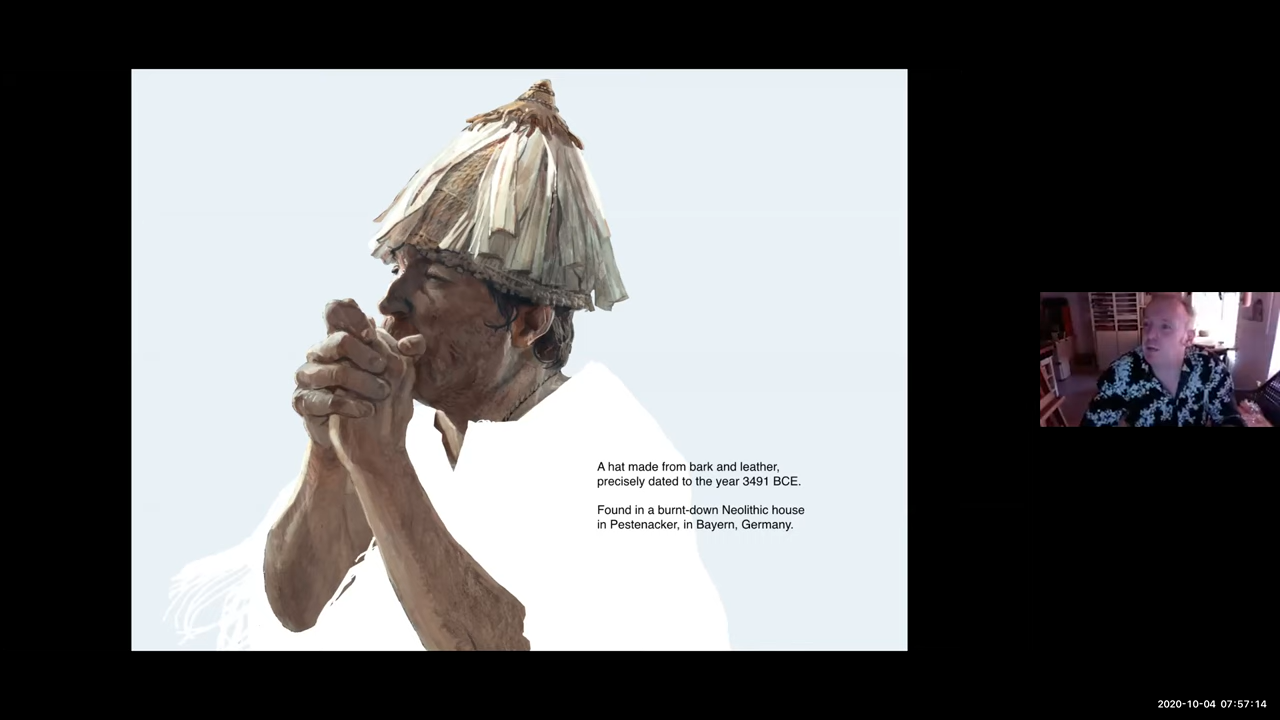 A hat made from bark and leather,
precisely dated to the year 3491 BCE.
Found in a burnt-down Neolithic house
in Pestenacker, in Bayern, Germany.
2020-10-04 07:57:14